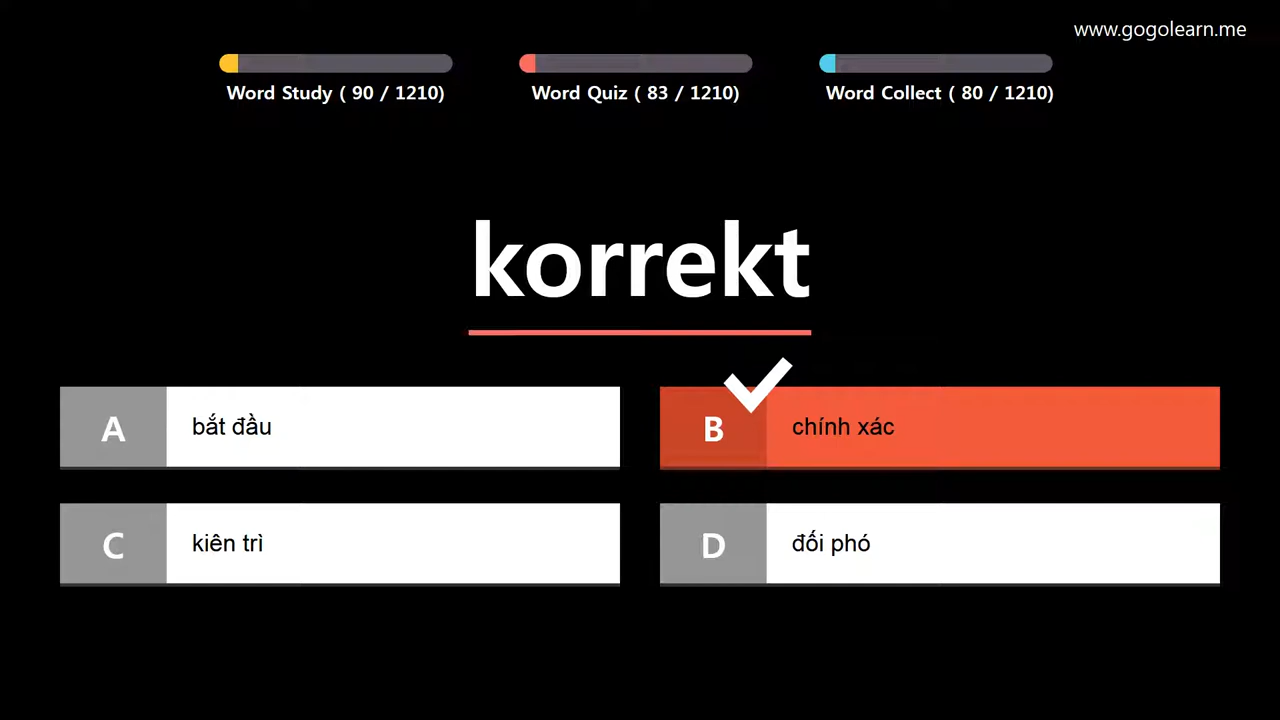 www.gogolearn.me
Word Study ( 90 / 1210)
Word Quiz ( 83 / 1210)
Word Collect ( 80 / 1210)
korrekt
A
bắt đầu
B
chính xác
C
kiên trì
D
đối phó